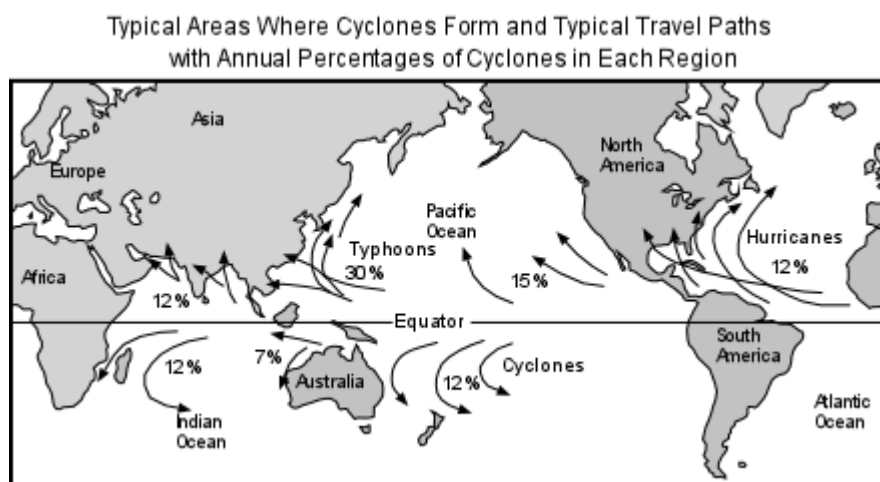 Typical Areas Where Cyclones Form and Typical Travel Paths
with Annual Percentages of Cyclones in Each Region
Asia
North
America
Europe
Pacific
Ocean
Typhoons
30%
Hurricanes
12%
Africa
15%
12%
Equator
South
America
12%
7%
Australia
12%
Cyclones
Indian
Ocean
Atlantic
Ocean